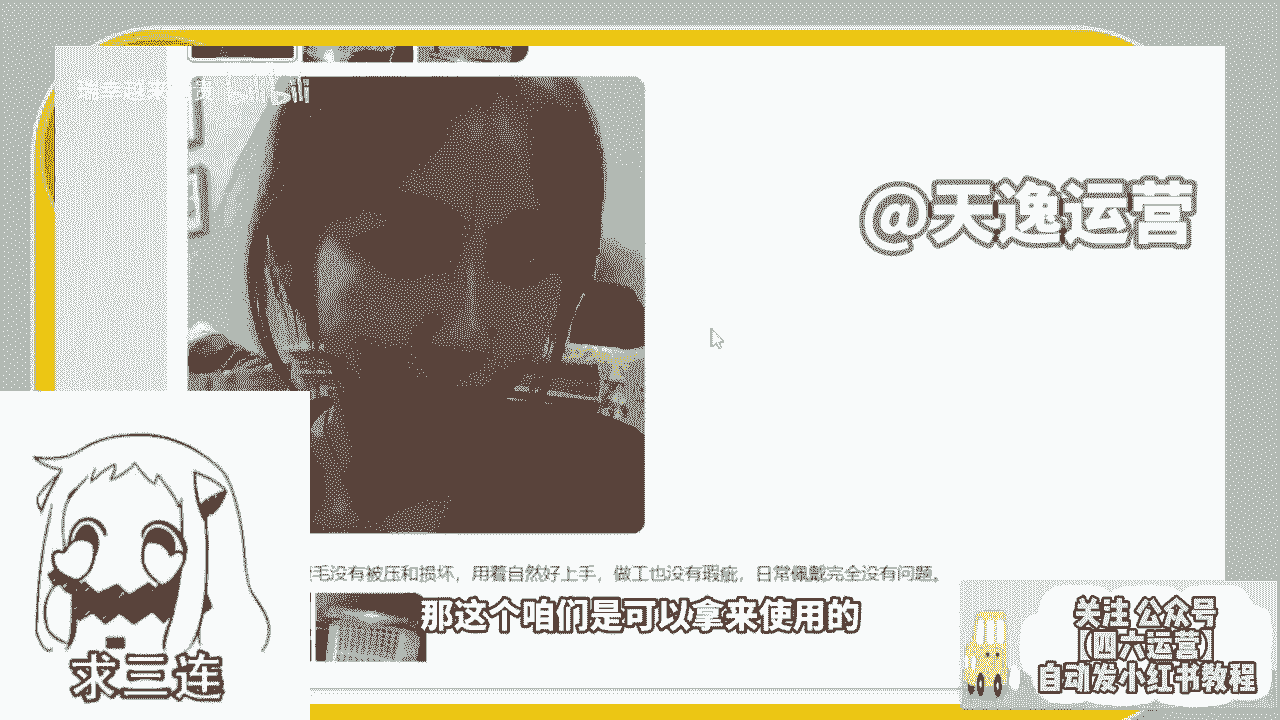 @天逸运营
毛没有被压和损坏，用着自然好上手，做工也没有瑕疵，日常佩戴完全没有问题。
那这个咱们是可以拿来使用的
求三连
关注 公众号
(四六运营)
自动发小红书教程